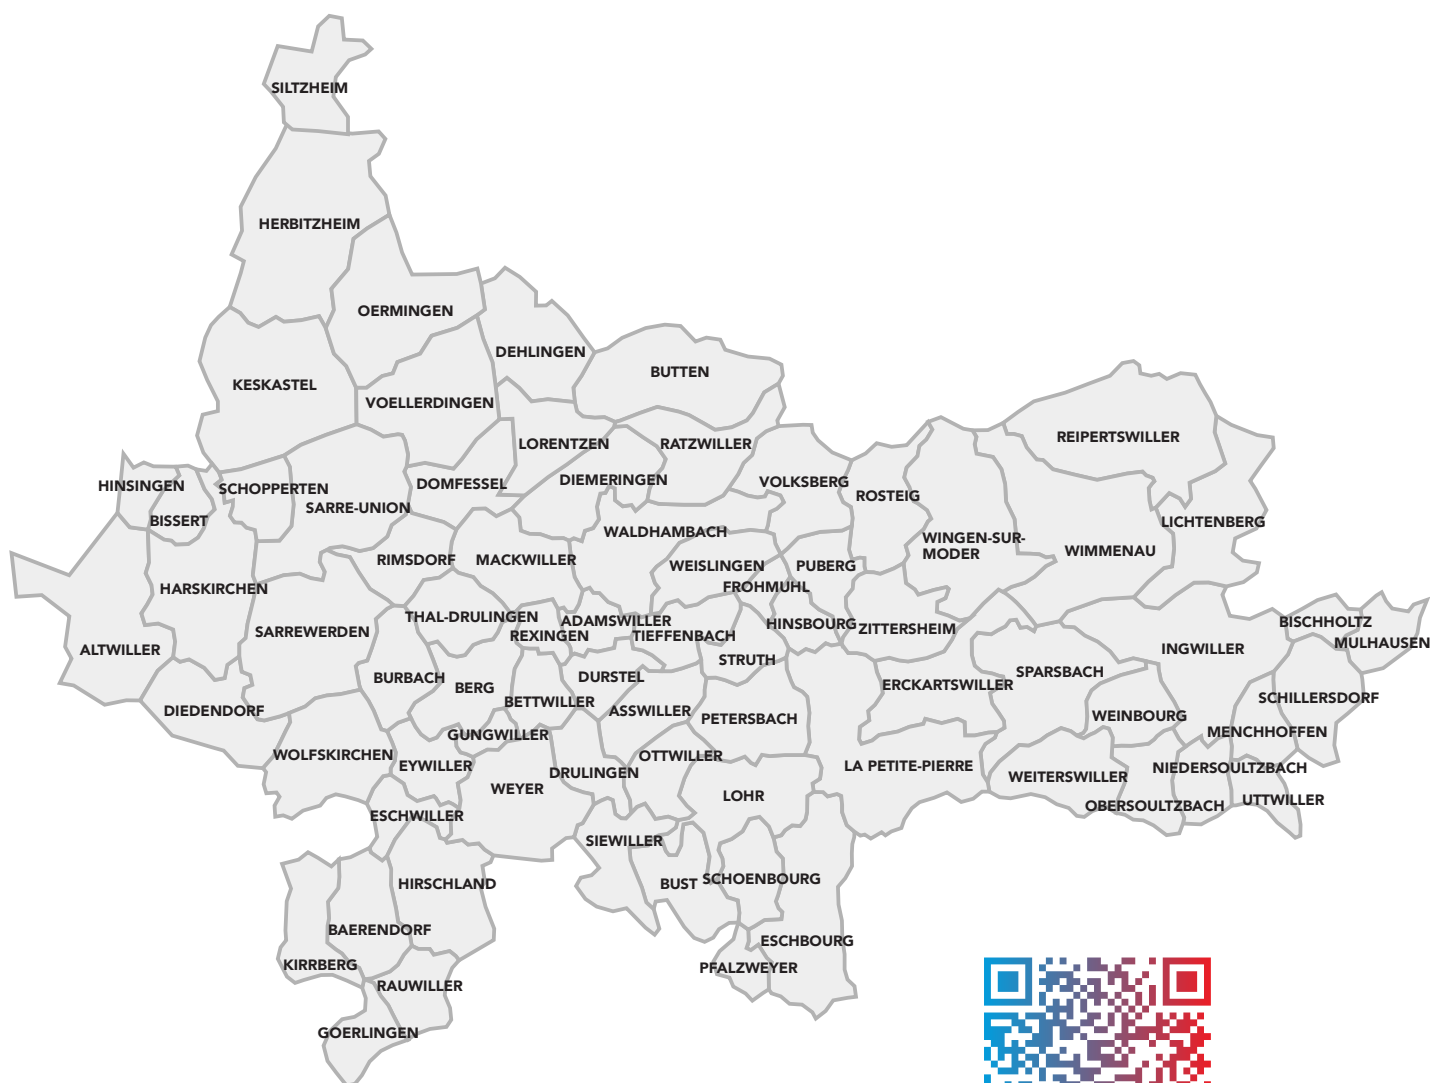 SILTZHEIM
HERBITZHEIM
OERMINGEN
DEHLINGEN
BUTTEN
KESKASTEL
VOELLERDINGEN
REIPERTSWILLER
LORENTZEN
RATZWILLER
HINSINGEN
SCHOPPERTEN
DOMFESSEL
DIEMERINGEN
VOLKSBERG
ROSTEIG
SARRE-UNION
BISSERT
LICHTENBERG
WALDHAMBACH
WINGEN-SUR-
MODER
WIMMENAU
RIMSDORF
MACKWILLER
WEISLINGEN
PUBERG
HARSKIRCHEN
FROHMUHL
THAL-DRULINGEN
ADAMSWILLER
HINSBOURG
BISCHHOLTZ
SARREWERDEN
REXINGEN
TIEFFENBACH
ZITTERSHEIM
MULHAUSEN
ALTWILLER
INGWILLER
STRUTH
BURBACH
BERG
DURSTEL
ERCKARTSWILLER
SPARSBACH
BETTWILLER
SCHILLERSDORF
DIEDENDORF
ASSWILLER
PETERSBACH
WEINBOURG
GUNGWILLER
MENCHHOFFEN
WOLFSKIRCHEN
EYWILLER
OTTWILLER
LA PETITE-PIERRE
DRULINGEN
WEITERSWILLER
NIEDERSOULTZBACH
WEYER
LOHR
OBERSOULTZBACH
UTTWILLER
ESCHWILLER
SIEWILLER
HIRSCHLAND
BUST
SCHOENBOURG
BAERENDORF
ESCHBOURG
KIRRBERG
PFALZWEYER
RAUWILLER
GOERLINGEN